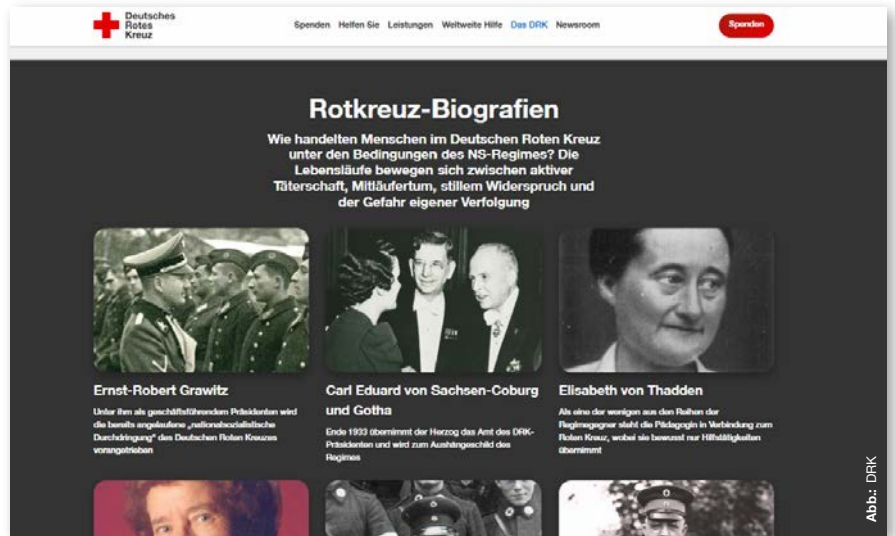 Deutsches
Rotes
Kreuz
Spenden Helfen Sie Leistungen Weltweite Hilfe Das DRK Newsroom
Spenden
Rotkreuz-Biografien
Wie handelten Menschen im Deutschen Roten Kreuz
unter den Bedingungen des NS-Regimes? Die
Lebensläufe bewegen sich zwischen aktiver
Täterschaft, Mitläufertum, stillem Widerspruch und
der Gefahr eigener Verfolgung
Ernst-Robert Grawitz
Unter ihm als geschäftsführendem Präsidenten wird
die bereits angelaufene „nationalsozialistische
Durchdringung“ des Deutschen Roten Kreuzes
vorangetrieben
Carl Eduard von Sachsen-Coburg
und Gotha
Ende 1933 übernimmt der Herzog das Amt des DRK-
Präsidenten und wird zum Aushängeschild des
Regimes
Elisabeth von Thadden
Als eine der wenigen aus den Reihen der
Regimegegner steht die Pädagogin in Verbindung zum
Roten Kreuz, wobei sie bewusst nur Hilfstätigkeiten
übernimmt
Abb.: DRK